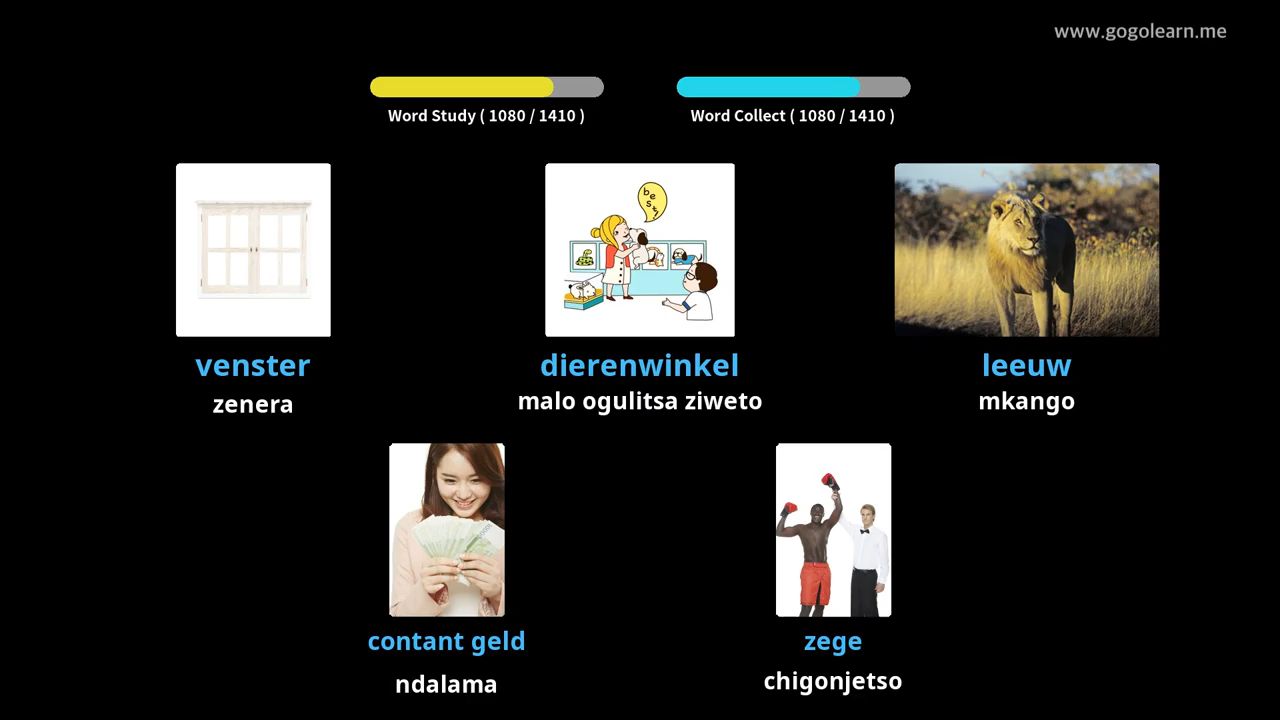 www.gogolearn.me
Word Study ( 1080 / 1410 )
Word Collect ( 1080 / 1410 )
best
venster
zenera
dierenwinkel
malo ogulitsa ziweto
leeuw
mkango
contant geld
ndalama
zege
chigonjetso